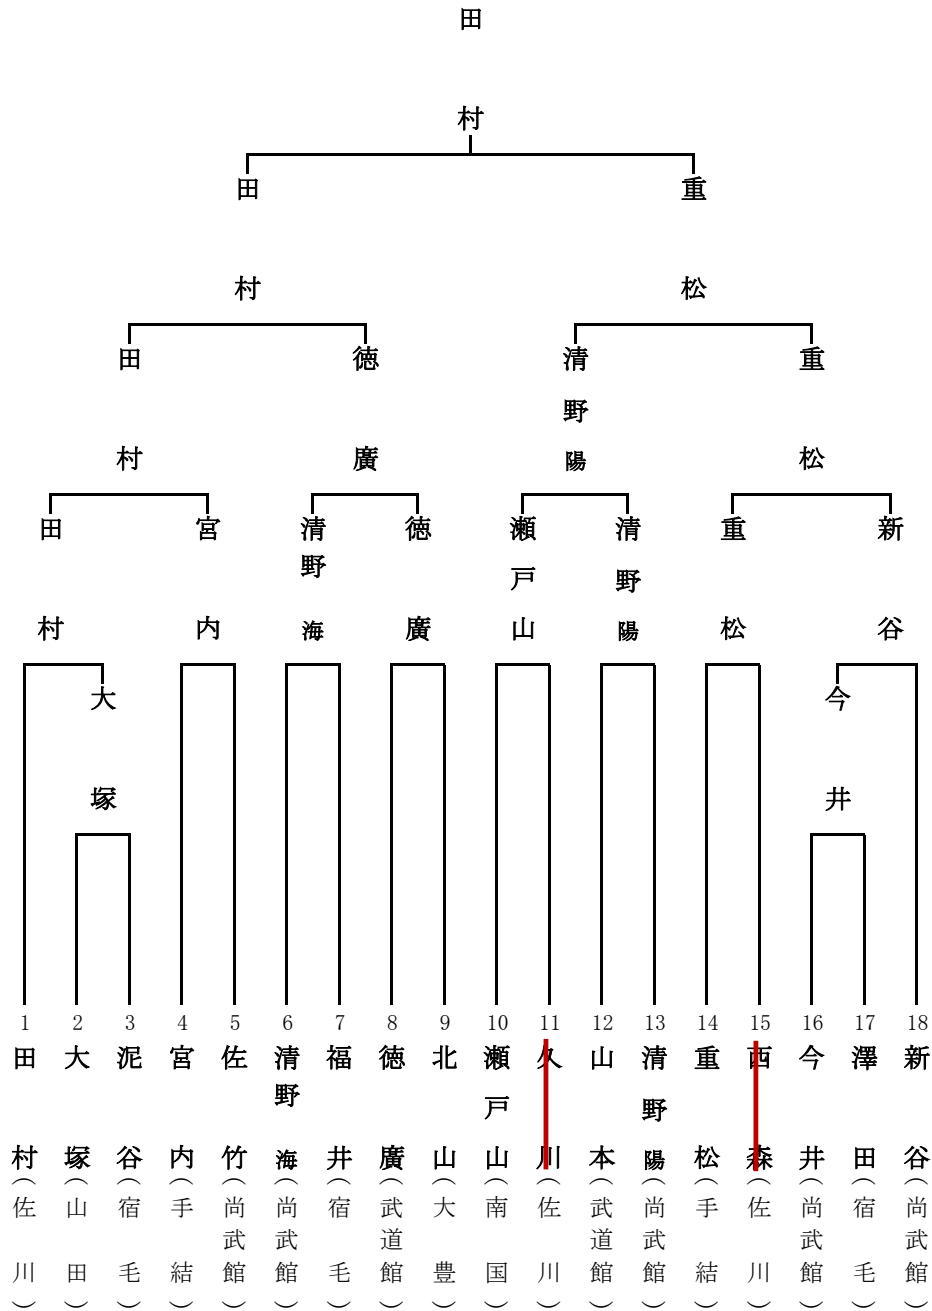 田村
田村
重松
田村
徳廣
清野陽
重松
田村
宮内
清野海
徳廣
瀬戸山
清野陽
重松
新谷
大塚
今井
1 田村（佐川）
2 大塚（山田）
3 泥谷（宿毛）
4 宮内（手結）
5 佐竹（尚武館）
6 清野海（尚武館）
7 福井（宿毛）
8 徳廣（武道館）
9 北山（大豊）
10 瀬戸山（南国）
11 久川（佐川）
12 山本（武道館）
13 清野陽（尚武館）
14 重松（手結）
15 西森（佐川）
16 今井（尚武館）
17 澤田（宿毛）
18 新谷（尚武館）